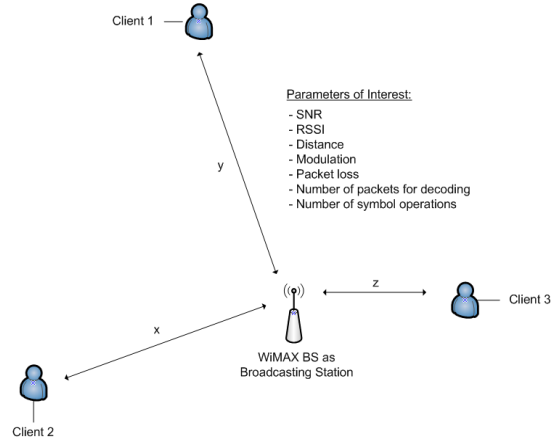 Client 1
Parameters of Interest:
- SNR
- RSSI
- Distance
- Modulation
- Packet loss
- Number of packets for decoding
- Number of symbol operations
y
z
Client 3
x
WiMAX BS as
Broadcasting Station
Client 2